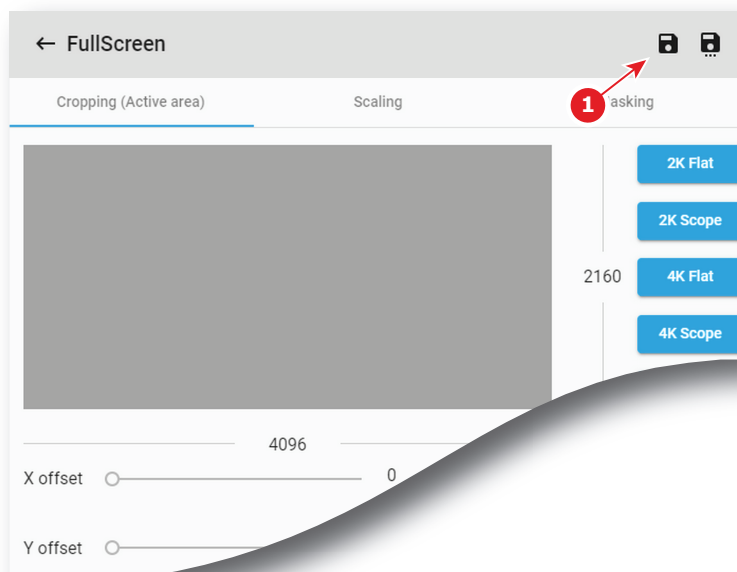 FullScreen
1
Cropping (Active area)
Scaling
asking
2K Flat
2K Scope
2160
4K Flat
4K Scope
4096
X offset
0
Y offset